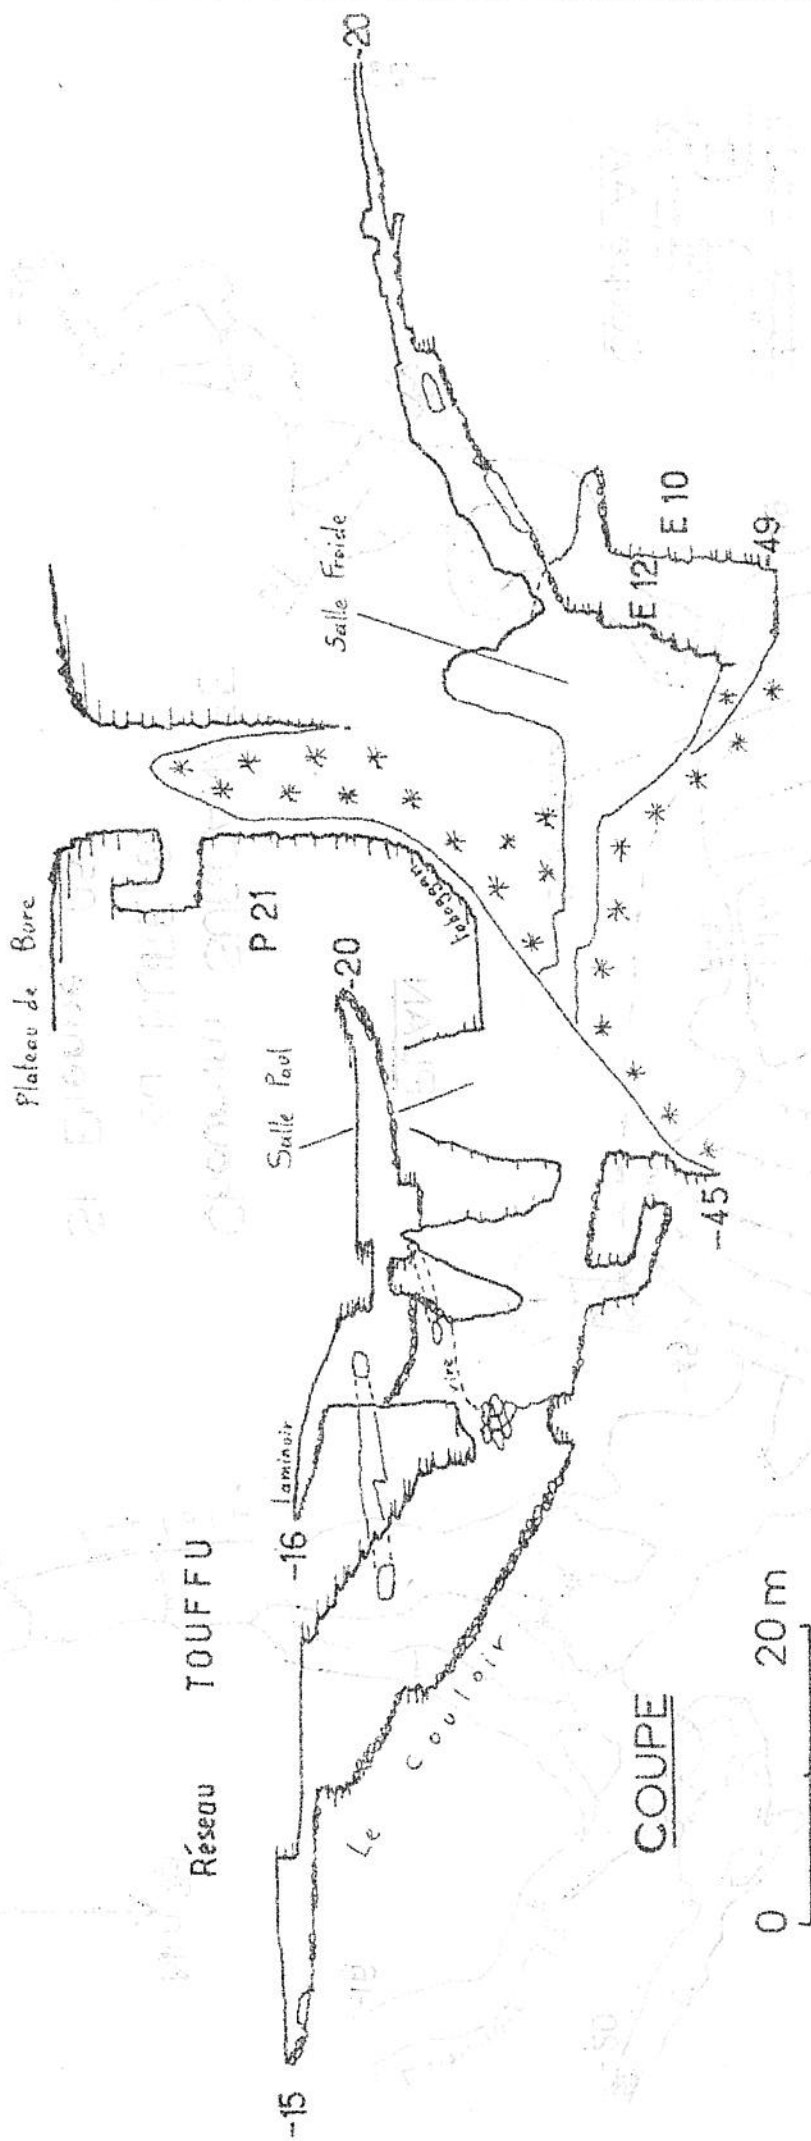 Plateau de Bure
P 21
toboggan
-20
Salle Paul
Salle Froide
-20
E 12
E 10
-49
-45
Réseau TOUFFU
-16
Laminoir
vire
-15
Le Couloir
COUPE
0 20 m